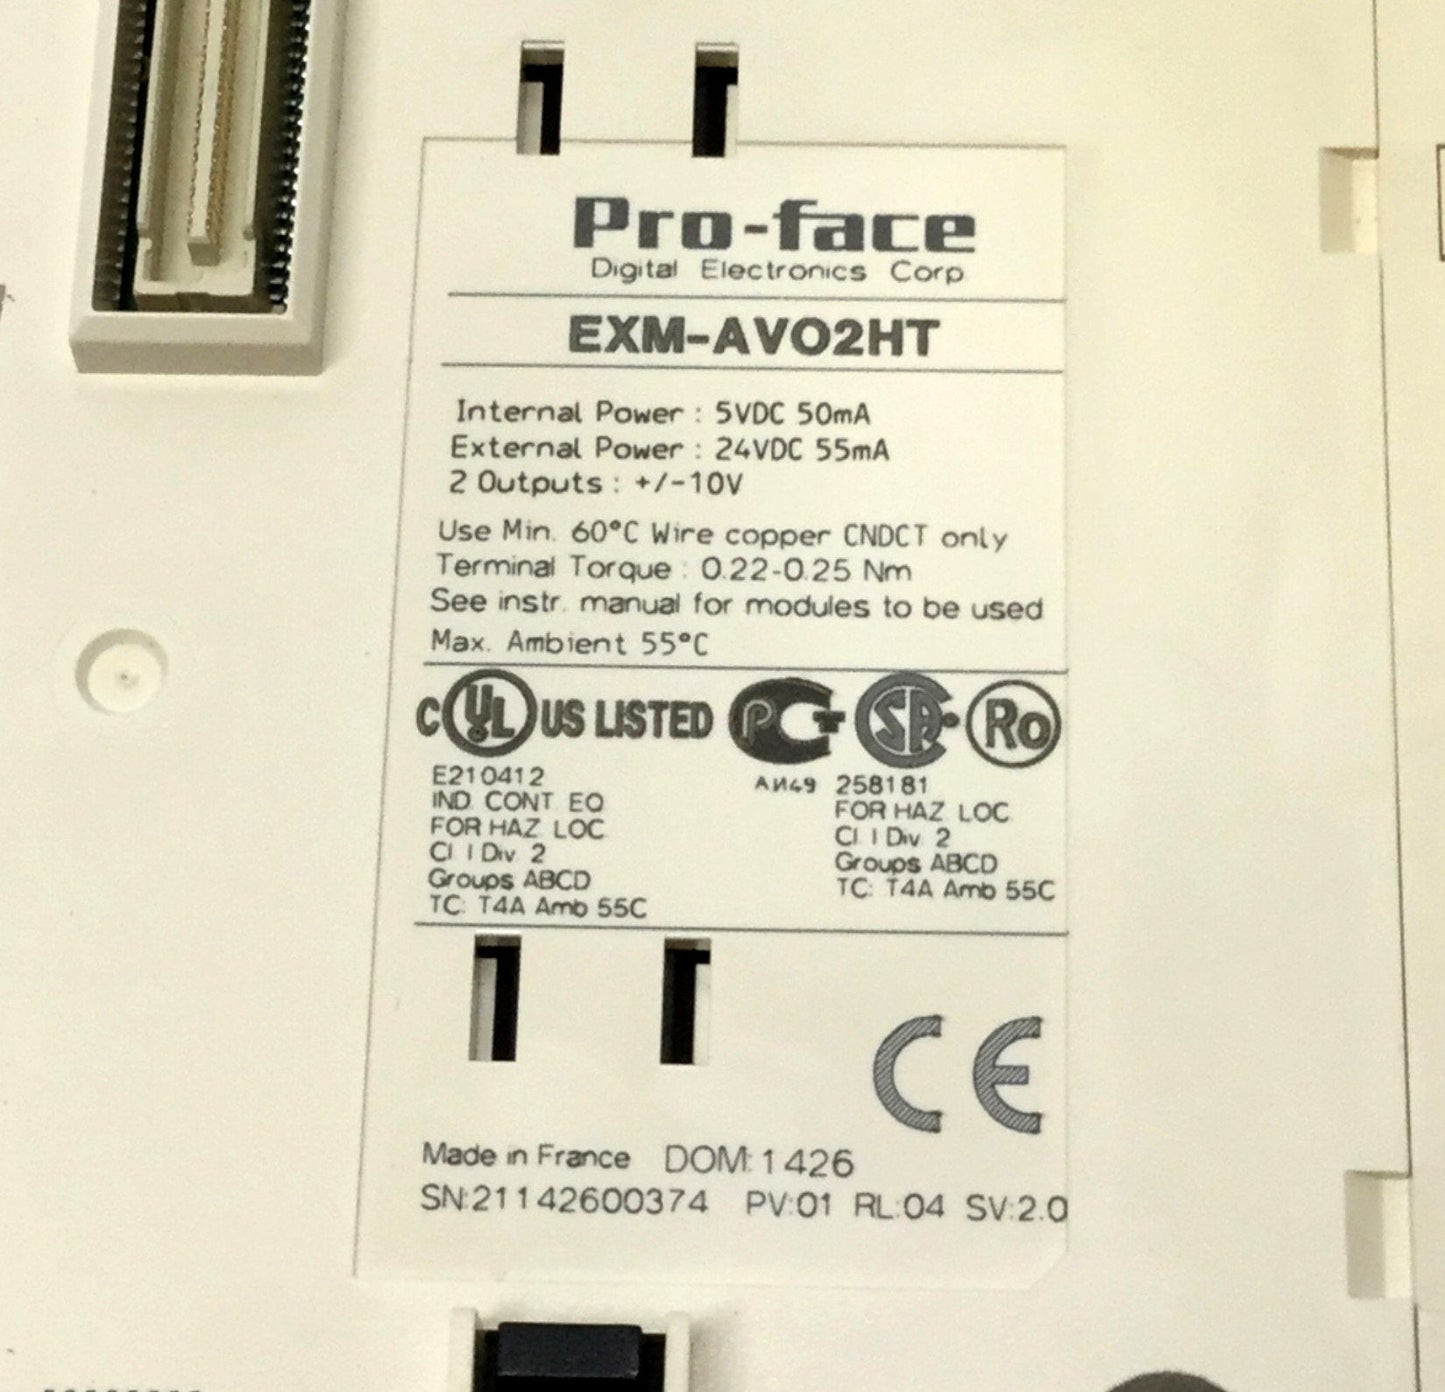 Pro-face
Digital Electronics Corp.
EXM-AVO2HT
Internal Power : 5VDC 50mA
External Power : 24VDC 55mA
2 Outputs : +/-10V
Use Min. 60°C Wire copper CNDCT only
Terminal Torque : 0.22-0.25 Nm
See instr. manual for modules to be used
Max. Ambient 55°C
C UL US LISTED PCT SA Ro
E210412
IND. CONT. EQ.
FOR HAZ. LOC.
Cl. I Div. 2
Groups ABCD
TC: T4A Amb 55C
АИ49
258181
FOR HAZ. LOC.
Cl. I Div. 2
Groups ABCD
TC: T4A Amb 55C
CE
Made in France DOM:1426
SN:21142600374 PV:01 RL:04 SV:2.0